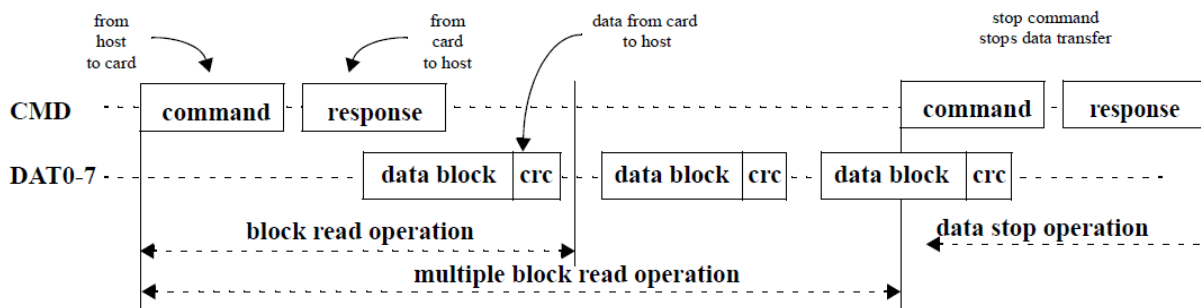 from
host
to card
from
card
to host
data from card
to host
stop command
stops data transfer
CMD
command
response
command
response
DAT0-7
data block
crc
data block
crc
data block
crc
block read operation
data stop operation
multiple block read operation